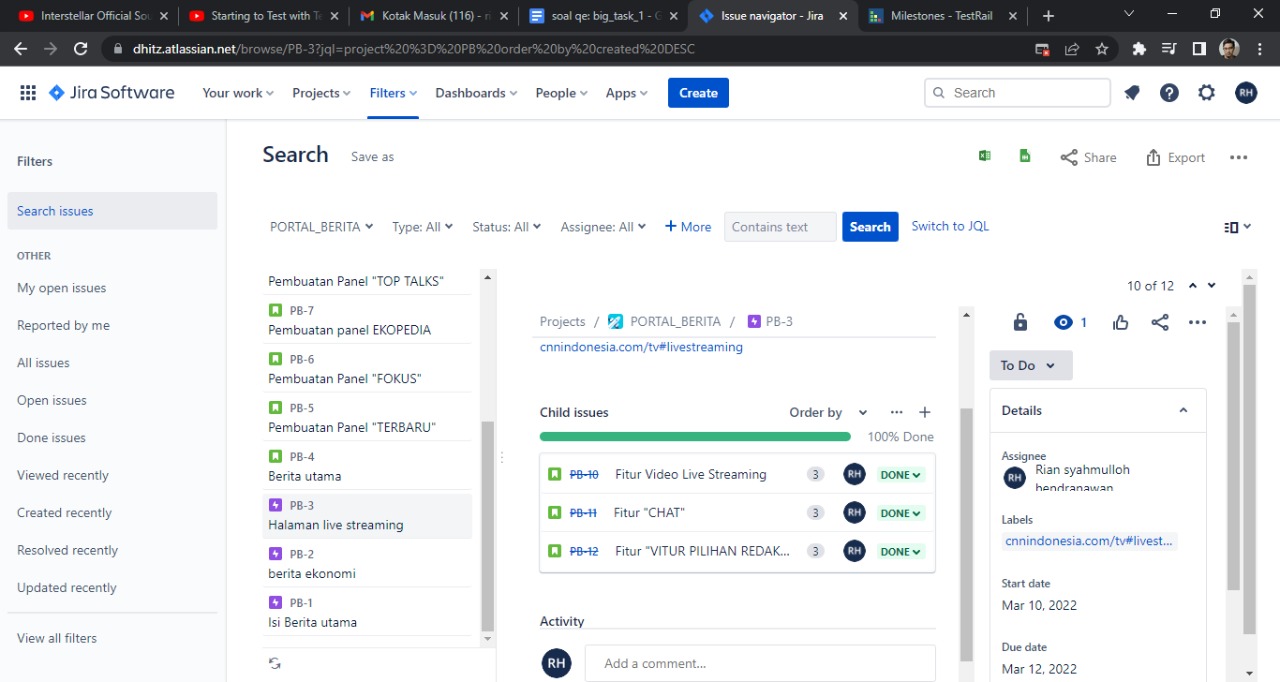 Interstellar Official Sou
Starting to Test with Te
Kotak Masuk (116) - ri
soal qe: big_task_1 - G
Issue navigator - Jira
Milestones - TestRail
dhitz.atlassian.net/browse/PB-3?jql=project%20%3D%20PB%20order%20by%20created%20DESC
Jira Software
Your work
Projects
Filters
Dashboards
People
Apps
Create
Search
RH
Filters
Search issues
OTHER
My open issues
Reported by me
All issues
Open issues
Done issues
Viewed recently
Created recently
Resolved recently
Updated recently
View all filters
Search
Save as
Share
Export
PORTAL_BERITA
Type: All
Status: All
Assignee: All
+ More
Contains text
Search
Switch to JQL
Pembuatan Panel "TOP TALKS"
PB-7
Pembuatan panel EKOPEDIA
PB-6
Pembuatan Panel "FOKUS"
PB-5
Pembuatan Panel "TERBARU"
PB-4
Berita utama
PB-3
Halaman live streaming
PB-2
berita ekonomi
PB-1
Isi Berita utama
10 of 12
Projects / PORTAL_BERITA / PB-3
cnnindonesia.com/tv#livestreaming
Child issues
Order by
100% Done
PB-10 Fitur Video Live Streaming 3 RH DONE
PB-11 Fitur "CHAT" 3 RH DONE
PB-12 Fitur "VITUR PILIHAN REDAK... 3 RH DONE
Activity
RH
Add a comment...
1
To Do
Details
Assignee
RH
Rian syahmulloh
hendranawan
Labels
cnnindonesia.com/tv#livest...
Start date
Mar 10, 2022
Due date
Mar 12, 2022